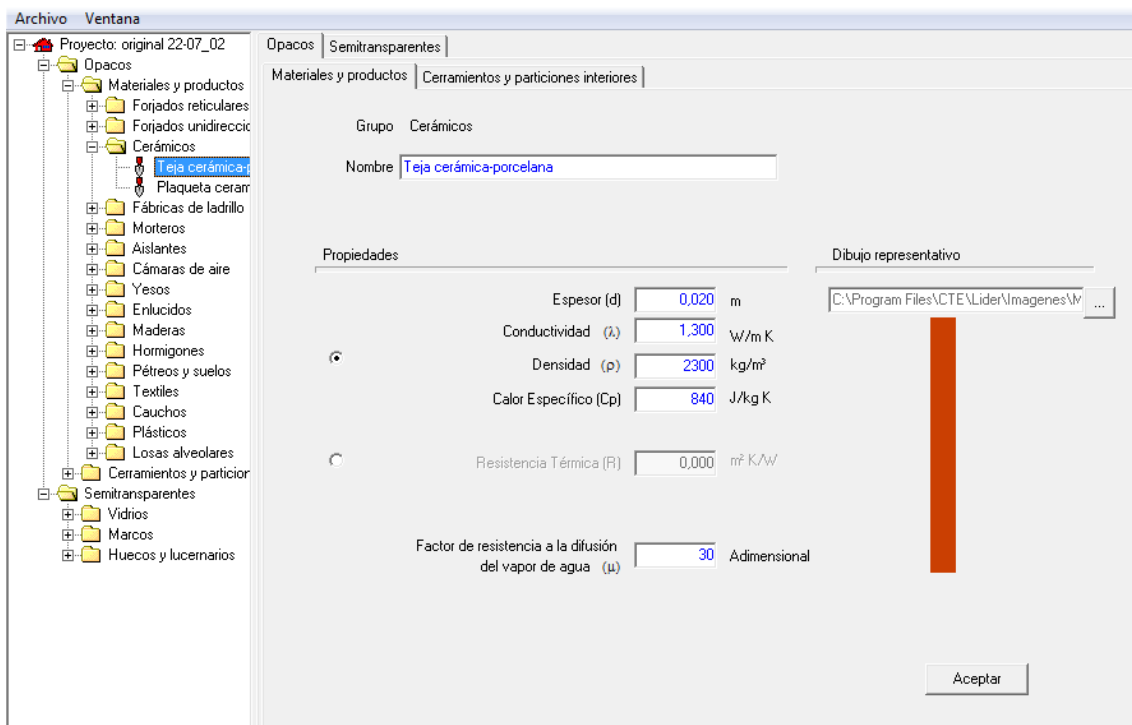 Archivo Ventana
Proyecto: original 22-07_02
Opacos
Materiales y productos
Forjados reticulares
Forjados unidireccio
Cerámicos
Teja cerámica-p
Plaqueta ceram
Fábricas de ladrillo
Morteros
Aislantes
Cámaras de aire
Yesos
Enlucidos
Maderas
Hormigones
Pétreos y suelos
Textiles
Cauchos
Plásticos
Losas alveolares
Cerramientos y particior
Semitransparentes
Vidrios
Marcos
Huecos y lucernarios
Opacos Semitransparentes
Materiales y productos Cerramientos y particiones interiores
Grupo Cerámicos
Nombre Teja cerámica-porcelana
Propiedades
Espesor (d) 0,020 m
Conductividad (λ) 1,300 W/m K
Densidad (ρ) 2300 kg/m³
Calor Específico (Cp) 840 J/kg K
Resistencia Térmica (R) 0,000 m² K/W
Factor de resistencia a la difusión
del vapor de agua (μ) 30 Adimensional
Dibujo representativo
C:\Program Files\CTE\Lider\Imagenes\M ...
Aceptar